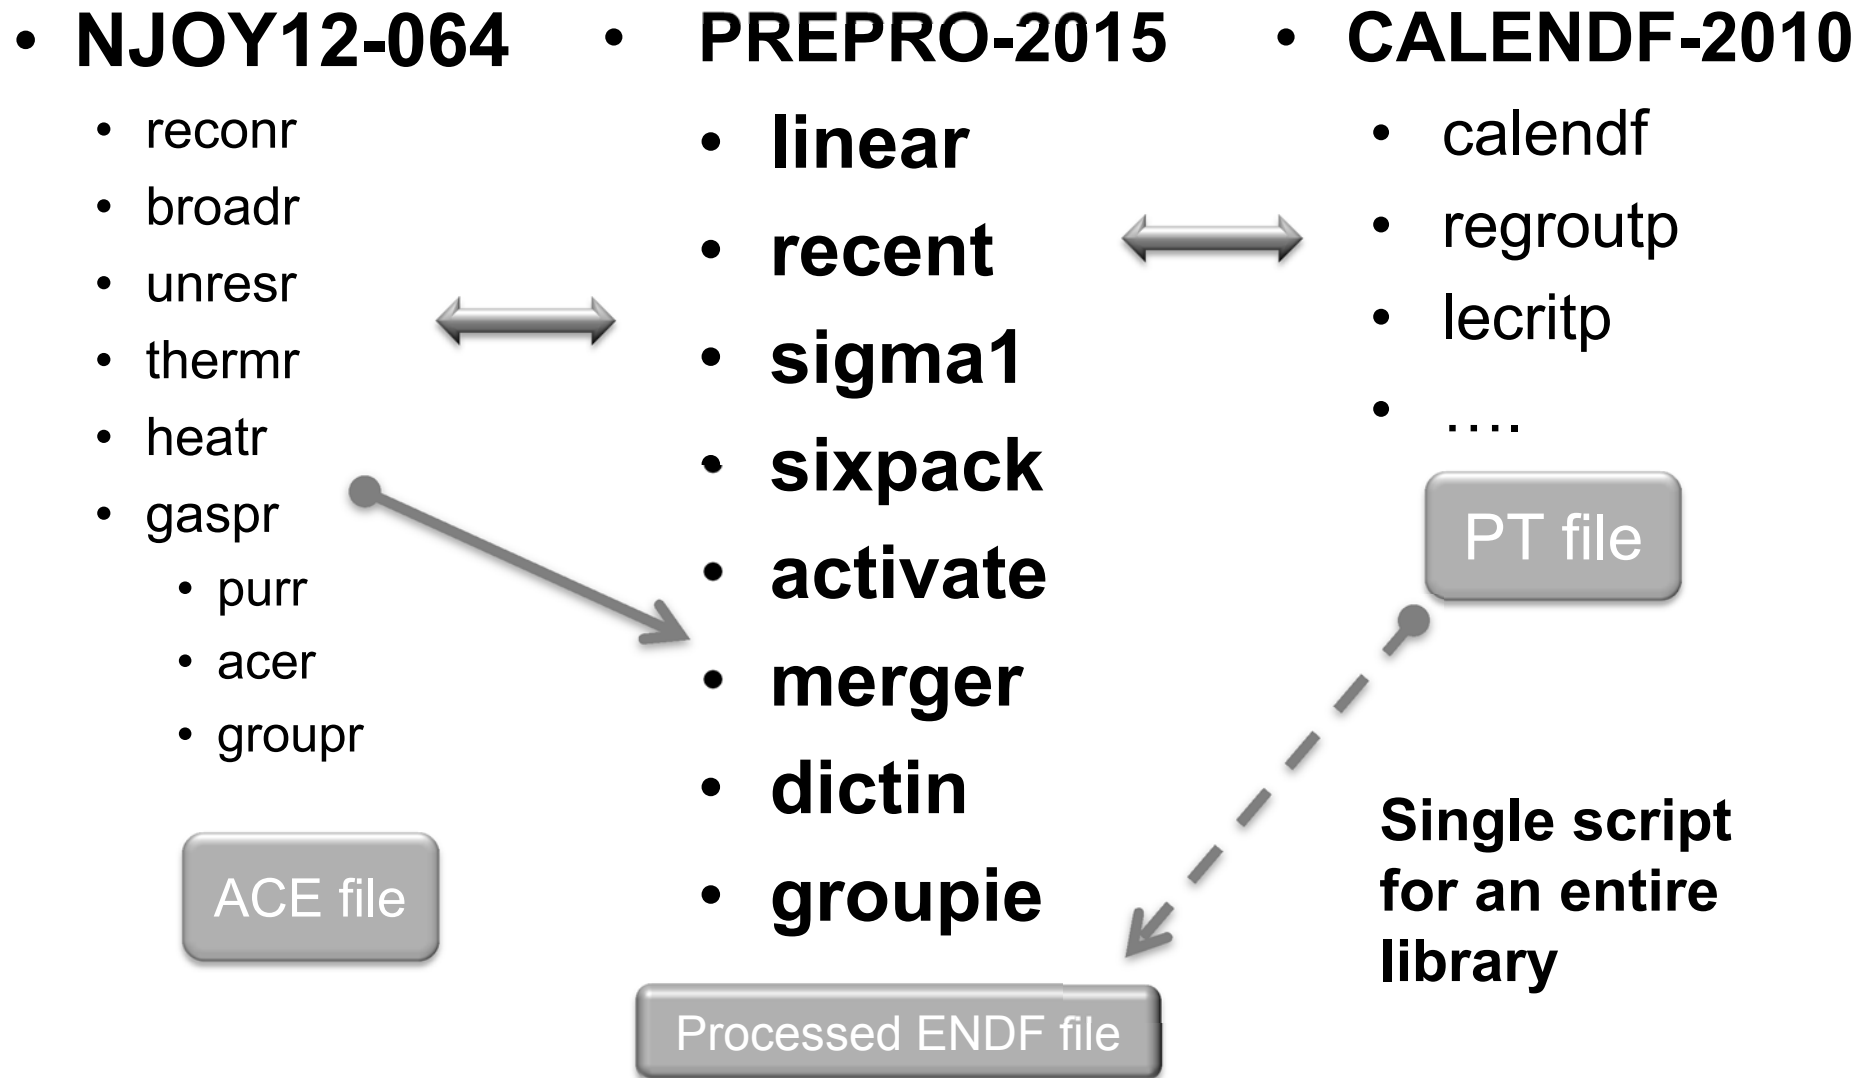 • NJOY12-064
• reconr
• broadr
• unresr
• thermr
• heatr
• gaspr
• purr
• acer
• groupr
ACE file
• PREPRO-2015
• linear
• recent
• sigma1
• sixpack
• activate
• merger
• dictin
• groupie
Processed ENDF file
• CALENDF-2010
• calendf
• regroutp
• lecritp
• ….
PT file
Single script
for an entire
library